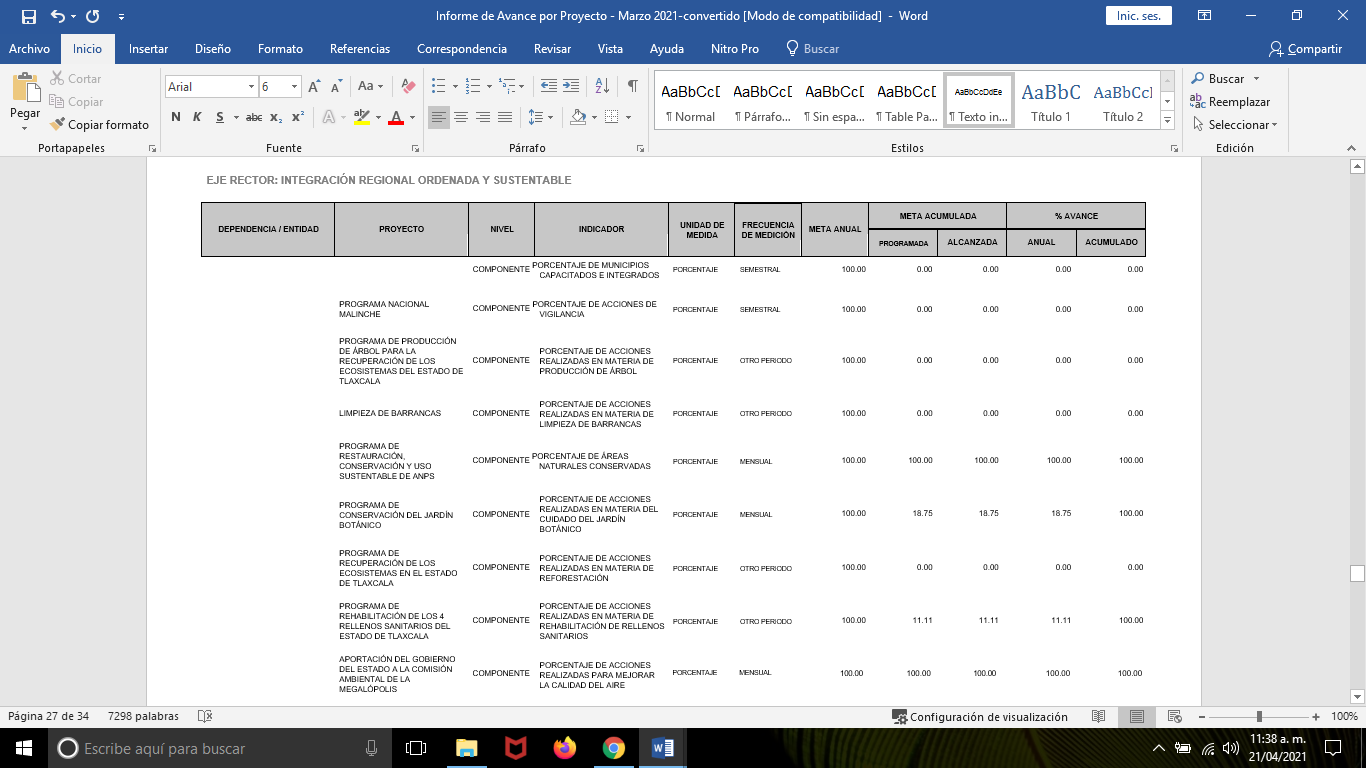 Informe de Avance por Proyecto - Marzo 2021-convertido [Modo de compatibilidad] - Word
Inic. ses.
Archivo Inicio Insertar Diseño Formato Referencias Correspondencia Revisar Vista Ayuda Nitro Pro Buscar Compartir
Pegar
Cortar
Copiar
Copiar formato
Portapapeles
Arial 6
N K S abc x₂ x²
Fuente
Párrafo
AaBbCcI AaBbCcI AaBbCcI AaBbCcI AaBbCcDdEe AaBbC AaBbCcI
¶ Normal ¶ Párrafo... ¶ Sin espa... ¶ Table Pa... ¶ Texto in... Título 1 Título 2
Estilos
Buscar
Reemplazar
Seleccionar
Edición
EJE RECTOR: INTEGRACIÓN REGIONAL ORDENADA Y SUSTENTABLE
DEPENDENCIA / ENTIDAD
PROYECTO
NIVEL
INDICADOR
UNIDAD DE
MEDIDA
FRECUENCIA
DE MEDICIÓN
META ANUAL
META ACUMULADA
PROGRAMADA
ALCANZADA
% AVANCE
ANUAL
ACUMULADO
COMPONENTE
PORCENTAJE DE MUNICIPIOS
CAPACITADOS E INTEGRADOS
PORCENTAJE SEMESTRAL 100.00 0.00 0.00 0.00 0.00
PROGRAMA NACIONAL
MALINCHE
COMPONENTE
PORCENTAJE DE ACCIONES DE
VIGILANCIA
PORCENTAJE SEMESTRAL 100.00 0.00 0.00 0.00 0.00
PROGRAMA DE PRODUCCIÓN
DE ÁRBOL PARA LA
RECUPERACIÓN DE LOS
ECOSISTEMAS DEL ESTADO DE
TLAXCALA
COMPONENTE
PORCENTAJE DE ACCIONES
REALIZADAS EN MATERIA DE
PRODUCCIÓN DE ÁRBOL
PORCENTAJE OTRO PERIODO 100.00 0.00 0.00 0.00 0.00
LIMPIEZA DE BARRANCAS
COMPONENTE
PORCENTAJE DE ACCIONES
REALIZADAS EN MATERIA DE
LIMPIEZA DE BARRANCAS
PORCENTAJE OTRO PERIODO 100.00 0.00 0.00 0.00 0.00
PROGRAMA DE
RESTAURACIÓN,
CONSERVACIÓN Y USO
SUSTENTABLE DE ANPS
COMPONENTE
PORCENTAJE DE ÁREAS
NATURALES CONSERVADAS
PORCENTAJE MENSUAL 100.00 100.00 100.00 100.00 100.00
PROGRAMA DE
CONSERVACIÓN DEL JARDÍN
BOTÁNICO
COMPONENTE
PORCENTAJE DE ACCIONES
REALIZADAS EN MATERIA DEL
CUIDADO DEL JARDÍN
BOTÁNICO
PORCENTAJE MENSUAL 100.00 18.75 18.75 18.75 100.00
PROGRAMA DE
RECUPERACIÓN DE LOS
ECOSISTEMAS EN EL ESTADO
DE TLAXCALA
COMPONENTE
PORCENTAJE DE ACCIONES
REALIZADAS EN MATERIA DE
REFORESTACIÓN
PORCENTAJE OTRO PERIODO 100.00 0.00 0.00 0.00 0.00
PROGRAMA DE
REHABILITACIÓN DE LOS 4
RELLENOS SANITARIOS DEL
ESTADO DE TLAXCALA
COMPONENTE
PORCENTAJE DE ACCIONES
REALIZADAS EN MATERIA DE
REHABILITACIÓN DE RELLENOS
SANITARIOS
PORCENTAJE OTRO PERIODO 100.00 11.11 11.11 11.11 100.00
APORTACIÓN DEL GOBIERNO
DEL ESTADO A LA COMISIÓN
AMBIENTAL DE LA
MEGALÓPOLIS
COMPONENTE
PORCENTAJE DE ACCIONES
REALIZADAS PARA MEJORAR
LA CALIDAD DEL AIRE
PORCENTAJE MENSUAL 100.00 100.00 100.00 100.00 100.00
Página 27 de 34 7298 palabras Configuración de visualización 100%
Escribe aquí para buscar
11:38 a. m.
21/04/2021